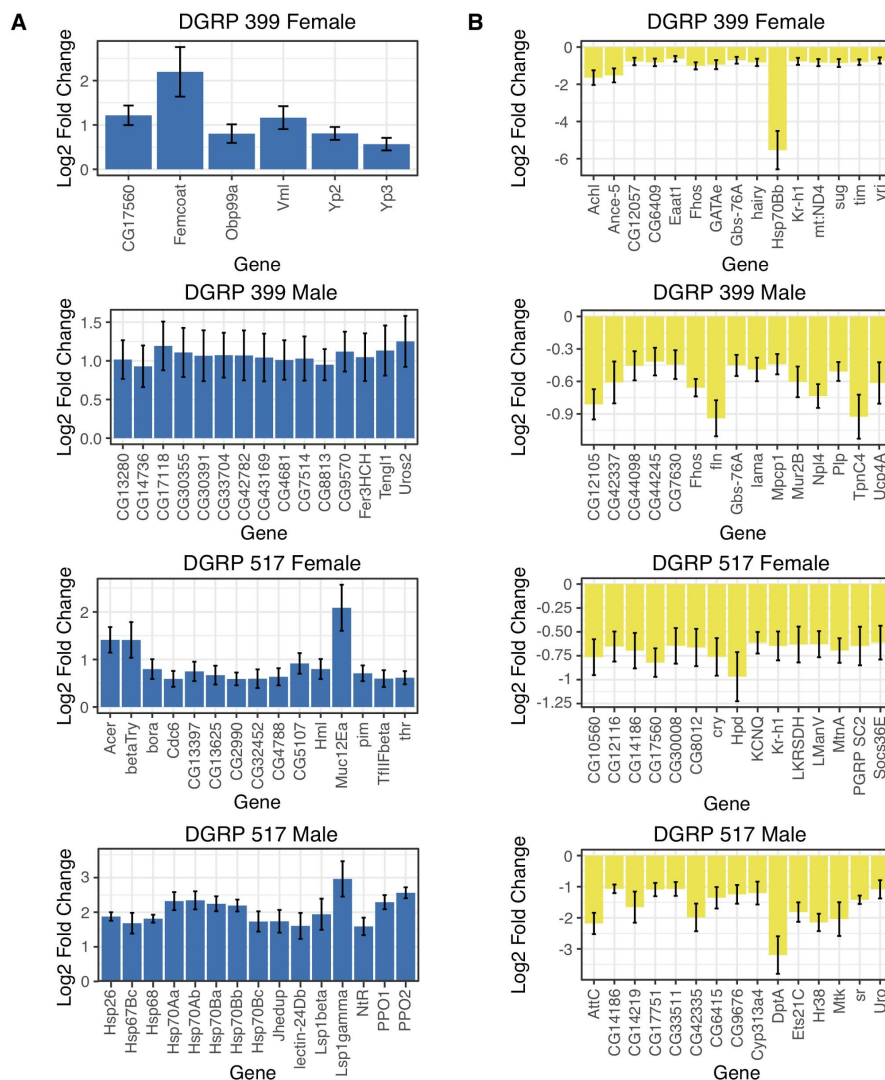 A
DGRP 399 Female
Log2 Fold Change
2
1
0
CG17560
Femcoat
Obp99a
Vml
Yp2
Yp3
Gene
DGRP 399 Male
Log2 Fold Change
1.5
1.0
0.5
0.0
CG13280
CG14736
CG17118
CG30355
CG30391
CG33704
CG42782
CG43169
CG4681
CG7514
CG8813
CG9570
Fer3HCH
Tengl1
Uros2
Gene
DGRP 517 Female
Log2 Fold Change
2
1
0
Acer
betaTry
bora
Cdc6
CG13397
CG13625
CG2990
CG32452
CG4788
CG5107
Hml
Muc12Ea
pim
TfIIFbeta
thr
Gene
DGRP 517 Male
Log2 Fold Change
3
2
1
0
Hsp26
Hsp67Bc
Hsp68
Hsp70Aa
Hsp70Ab
Hsp70Ba
Hsp70Bb
Hsp70Bc
Jhedup
lectin-24Db
Lsp1beta
Lsp1gamma
NtR
PPO1
PPO2
Gene
B
DGRP 399 Female
Log2 Fold Change
0
-2
-4
-6
Achl
Ance-5
CG12057
CG6409
Eaat1
Fhos
GATAe
Gbs-76A
hairy
Hsp70Bb
Kr-h1
mt:ND4
sug
tim
vri
Gene
DGRP 399 Male
Log2 Fold Change
0
-0.3
-0.6
-0.9
CG12105
CG42337
CG44098
CG44245
CG7630
Fhos
fln
Gbs-76A
lama
Mpcp1
Mur2B
Npl4
Plp
TpnC4
Ucp4A
Gene
DGRP 517 Female
Log2 Fold Change
0
-0.25
-0.50
-0.75
-1
-1.25
CG10560
CG12116
CG14186
CG17560
CG30008
CG8012
cry
Hpd
KCNQ
Kr-h1
LKRSDH
LManV
MtnA
PGRP SC2
Socs36E
Gene
DGRP 517 Male
Log2 Fold Change
0
-1
-2
-3
AttC
CG14186
CG14219
CG17751
CG33511
CG42335
CG6415
CG9676
Cyp313a4
DptA
Ets21C
Hr38
Mtk
sr
Uro
Gene